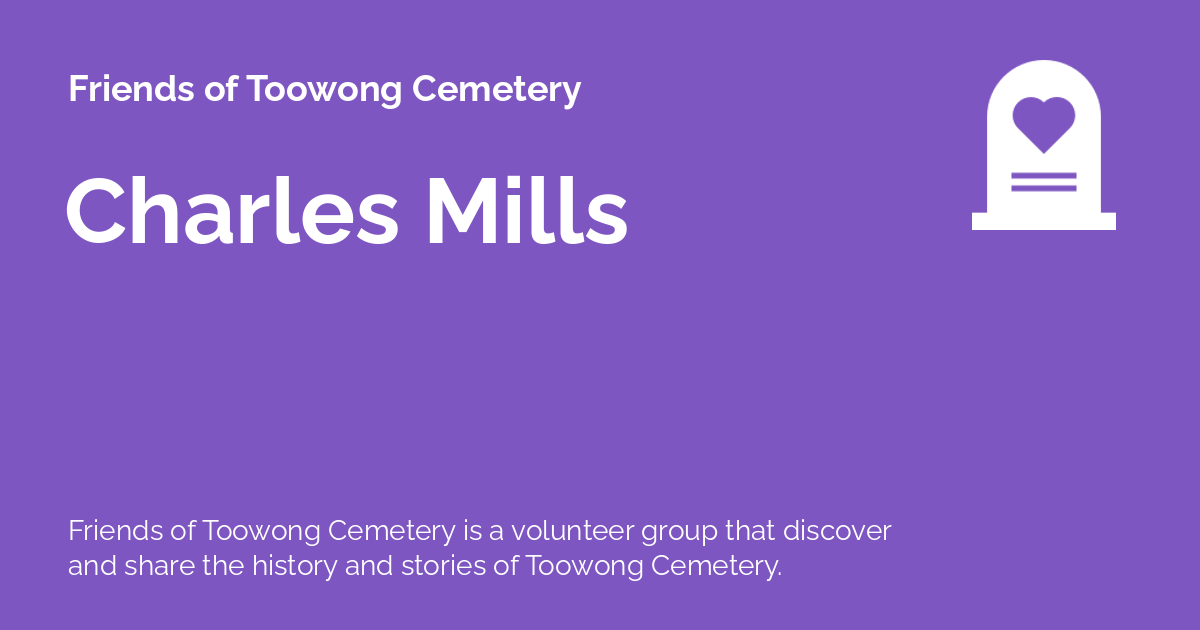 Friends of Toowong Cemetery
Charles Mills
Friends of Toowong Cemetery is a volunteer group that discover
and share the history and stories of Toowong Cemetery.